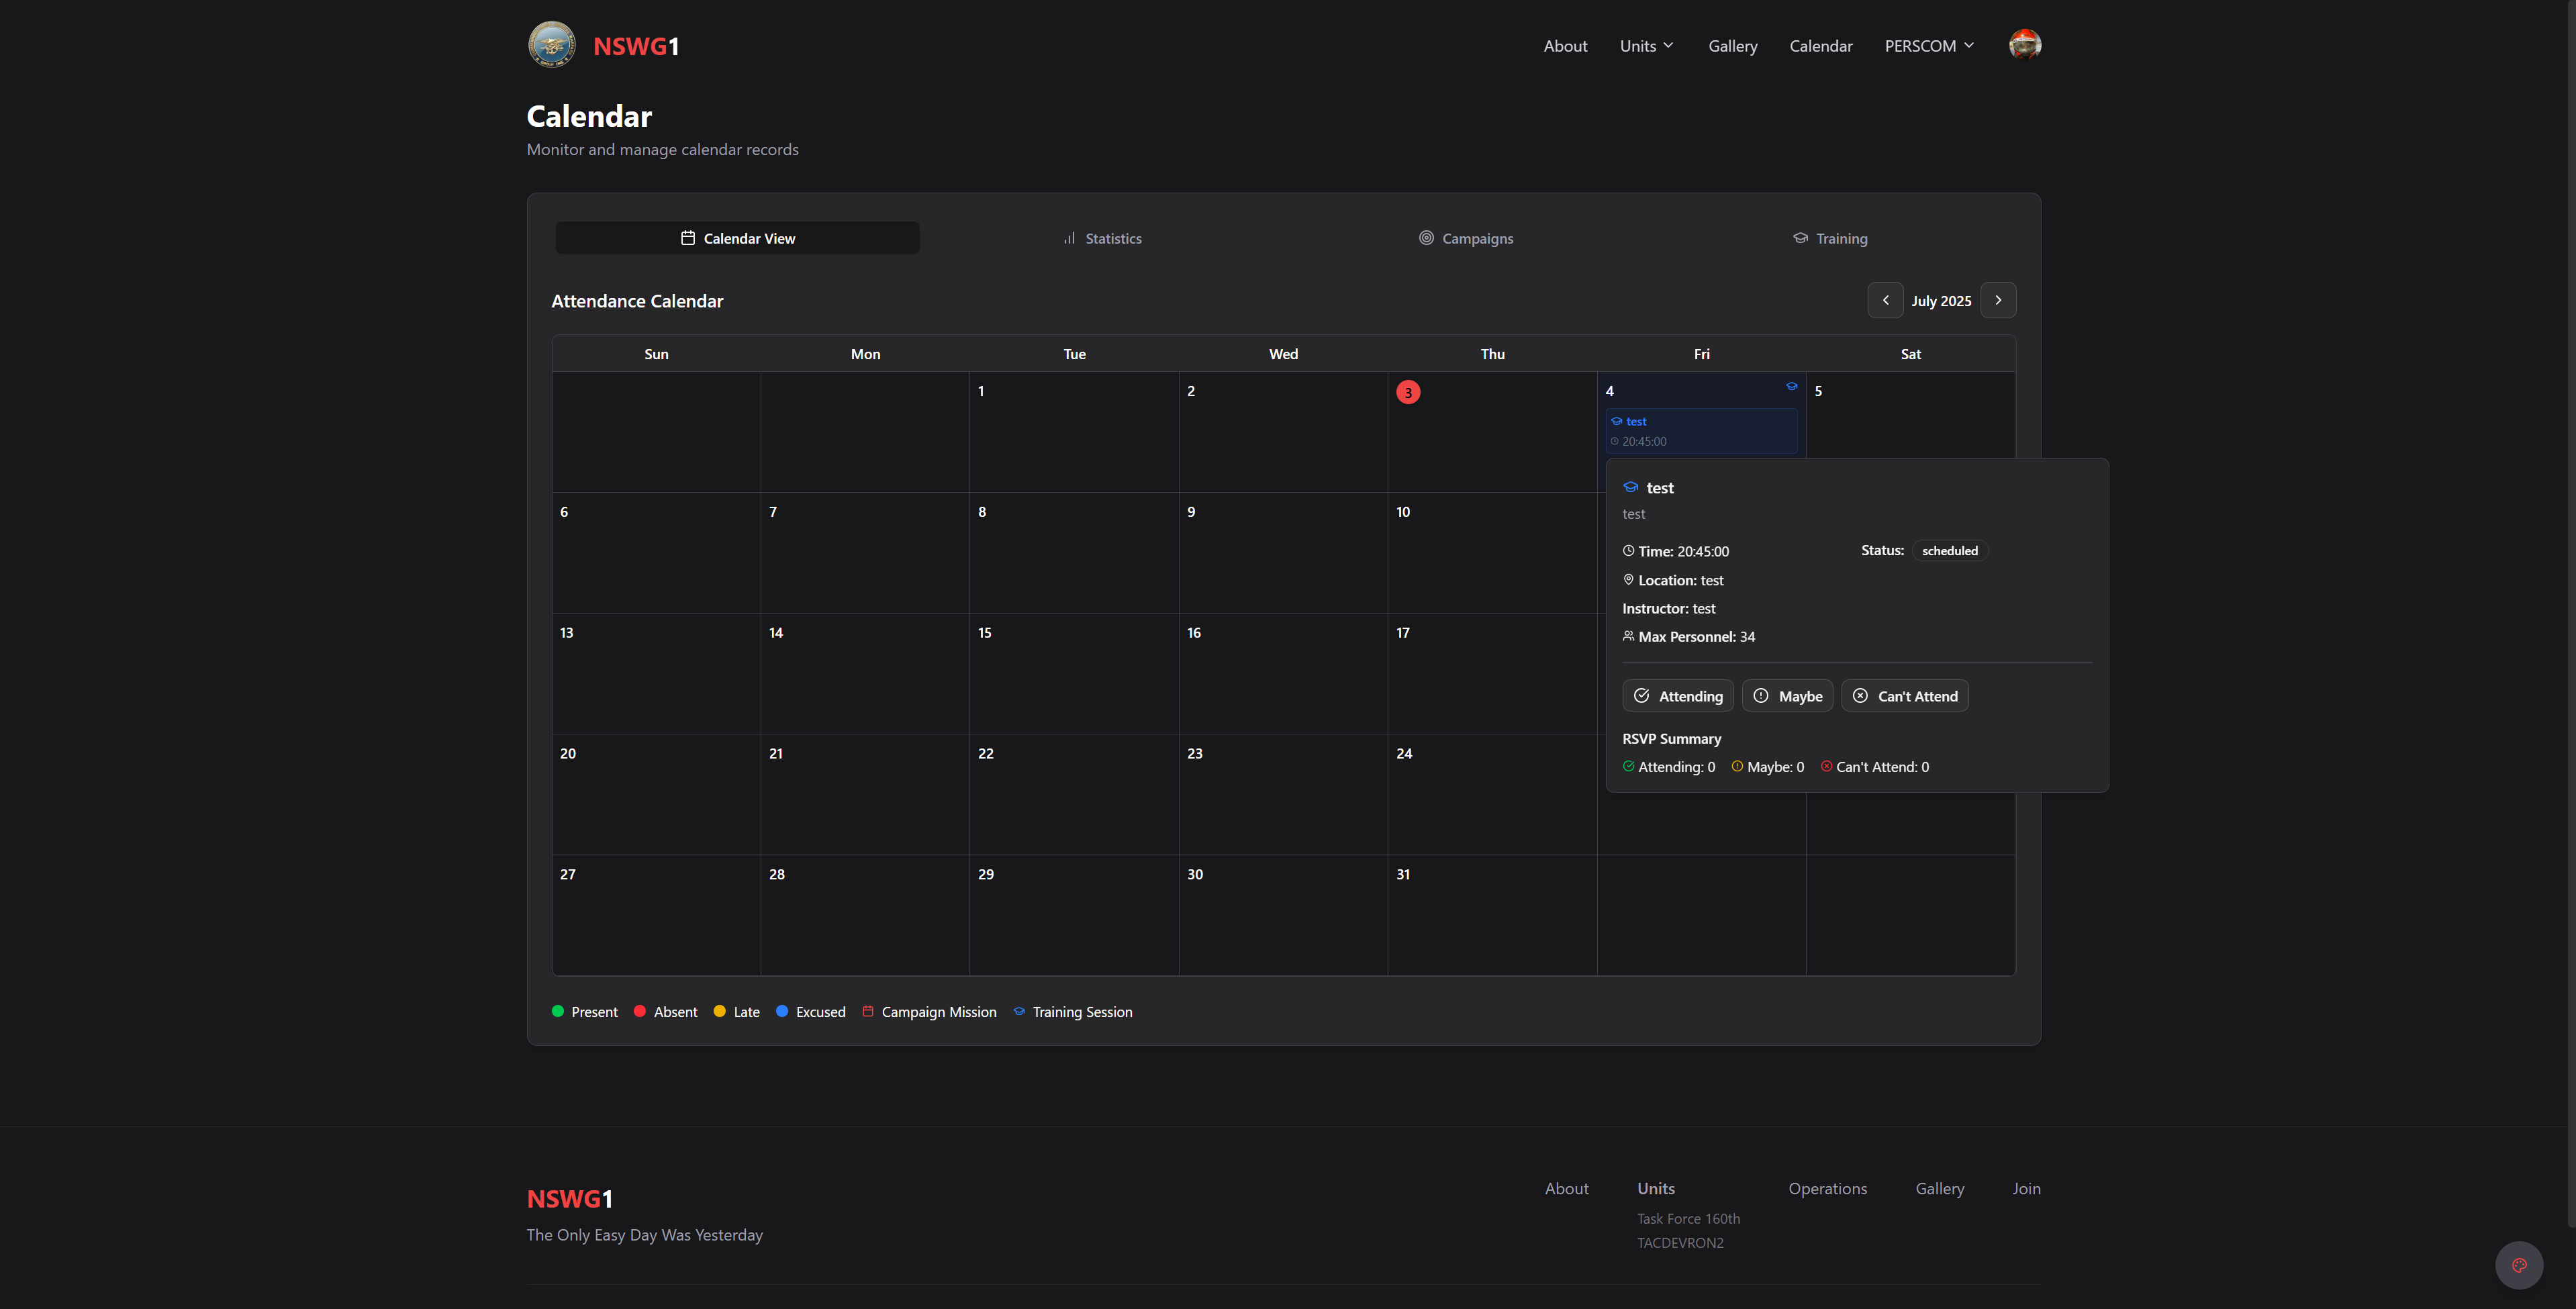 NSWG1
About Units Gallery Calendar PERSCOM
Calendar
Monitor and manage calendar records
Calendar View Statistics Campaigns Training
Attendance Calendar
July 2025
Sun Mon Tue Wed Thu Fri Sat
1 2 3 4 5
test
20:45:00
6 7 8 9 10
13 14 15 16 17
20 21 22 23 24
27 28 29 30 31
test
test
Time: 20:45:00 Status: scheduled
Location: test
Instructor: test
Max Personnel: 34
Attending Maybe Can't Attend
RSVP Summary
Attending: 0 Maybe: 0 Can't Attend: 0
Present Absent Late Excused Campaign Mission Training Session
NSWG1
The Only Easy Day Was Yesterday
About Units Operations Gallery Join
Task Force 160th
TACDEVRON2